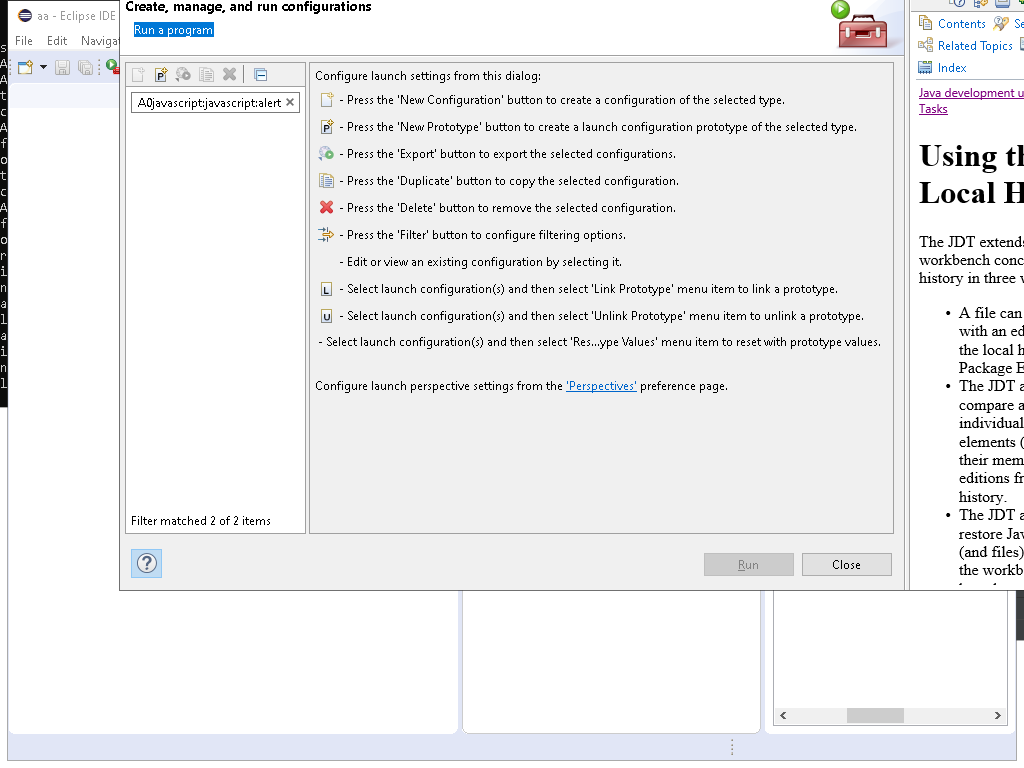 aa - Eclipse IDE
File Edit Navigat
Create, manage, and run configurations
Run a program
A0javascript:javascript:alert
Filter matched 2 of 2 items
Configure launch settings from this dialog:
- Press the 'New Configuration' button to create a configuration of the selected type.
P - Press the 'New Prototype' button to create a launch configuration prototype of the selected type.
- Press the 'Export' button to export the selected configurations.
- Press the 'Duplicate' button to copy the selected configuration.
- Press the 'Delete' button to remove the selected configuration.
- Press the 'Filter' button to configure filtering options.
- Edit or view an existing configuration by selecting it.
L - Select launch configuration(s) and then select 'Link Prototype' menu item to link a prototype.
U - Select launch configuration(s) and then select 'Unlink Prototype' menu item to unlink a prototype.
- Select launch configuration(s) and then select 'Res...ype Values' menu item to reset with prototype values.
Configure launch perspective settings from the 'Perspectives' preference page.
Run Close
Contents Se
Related Topics
Index
Java development u
Tasks
Using th
Local H
The JDT extends
workbench conc
history in three w
• A file can
with an ed
the local h
Package E
• The JDT a
compare a
individual
elements (
their mem
editions fr
history.
• The JDT a
restore Jav
(and files)
the workb